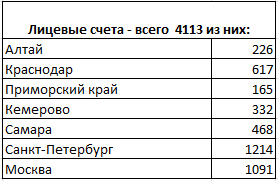 Лицевые счета - всего 4113 из них:
Алтай 226
Краснодар 617
Приморский край 165
Кемерово 332
Самара 468
Санкт-Петербург 1214
Москва 1091